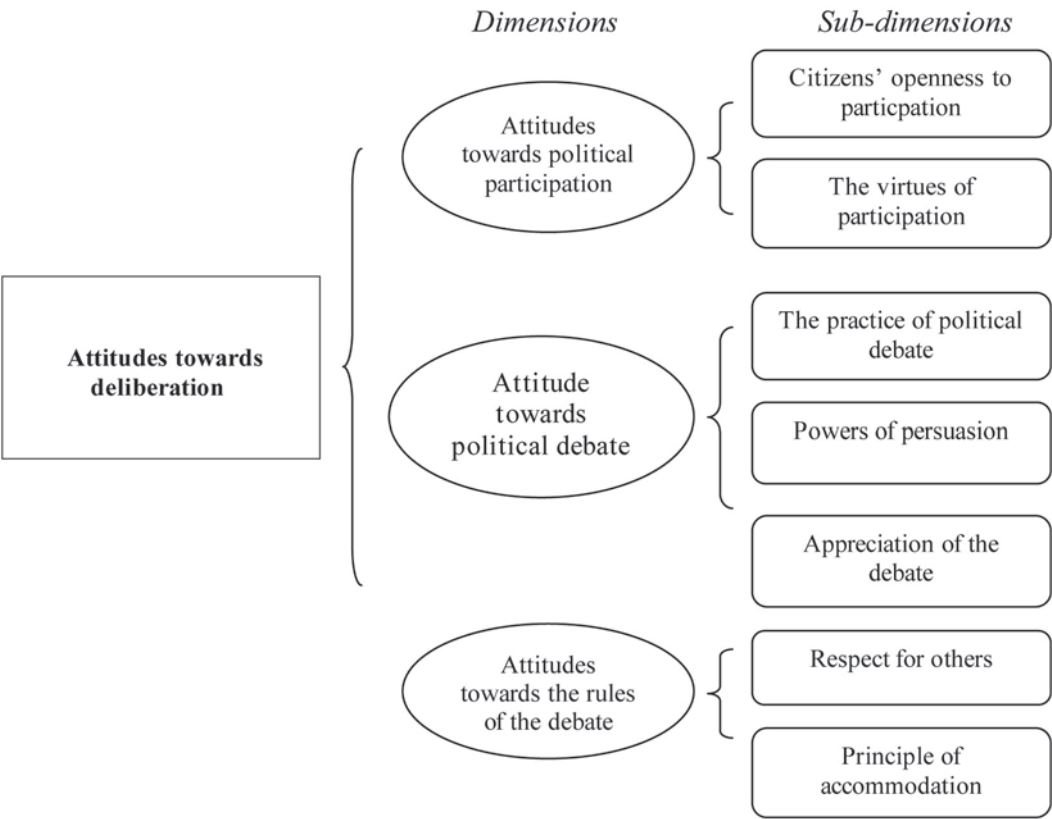 Dimensions
Sub-dimensions
Attitudes towards
deliberation
Attitudes
towards political
participation
Citizens' openness to
particpation
The virtues of
participation
Attitude
towards
political debate
The practice of political
debate
Powers of persuasion
Appreciation of the
debate
Attitudes
towards the rules
of the debate
Respect for others
Principle of
accommodation